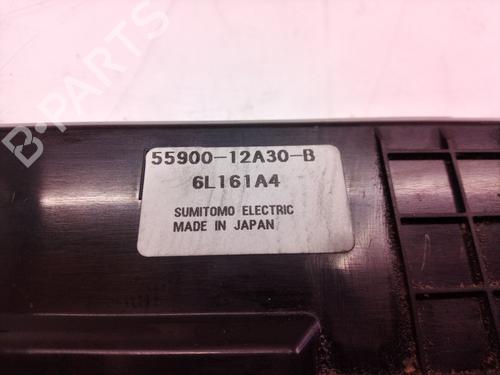 B-PARTS
55900-12A30-B
6L161A4
SUMITOMO ELECTRIC
MADE IN JAPAN